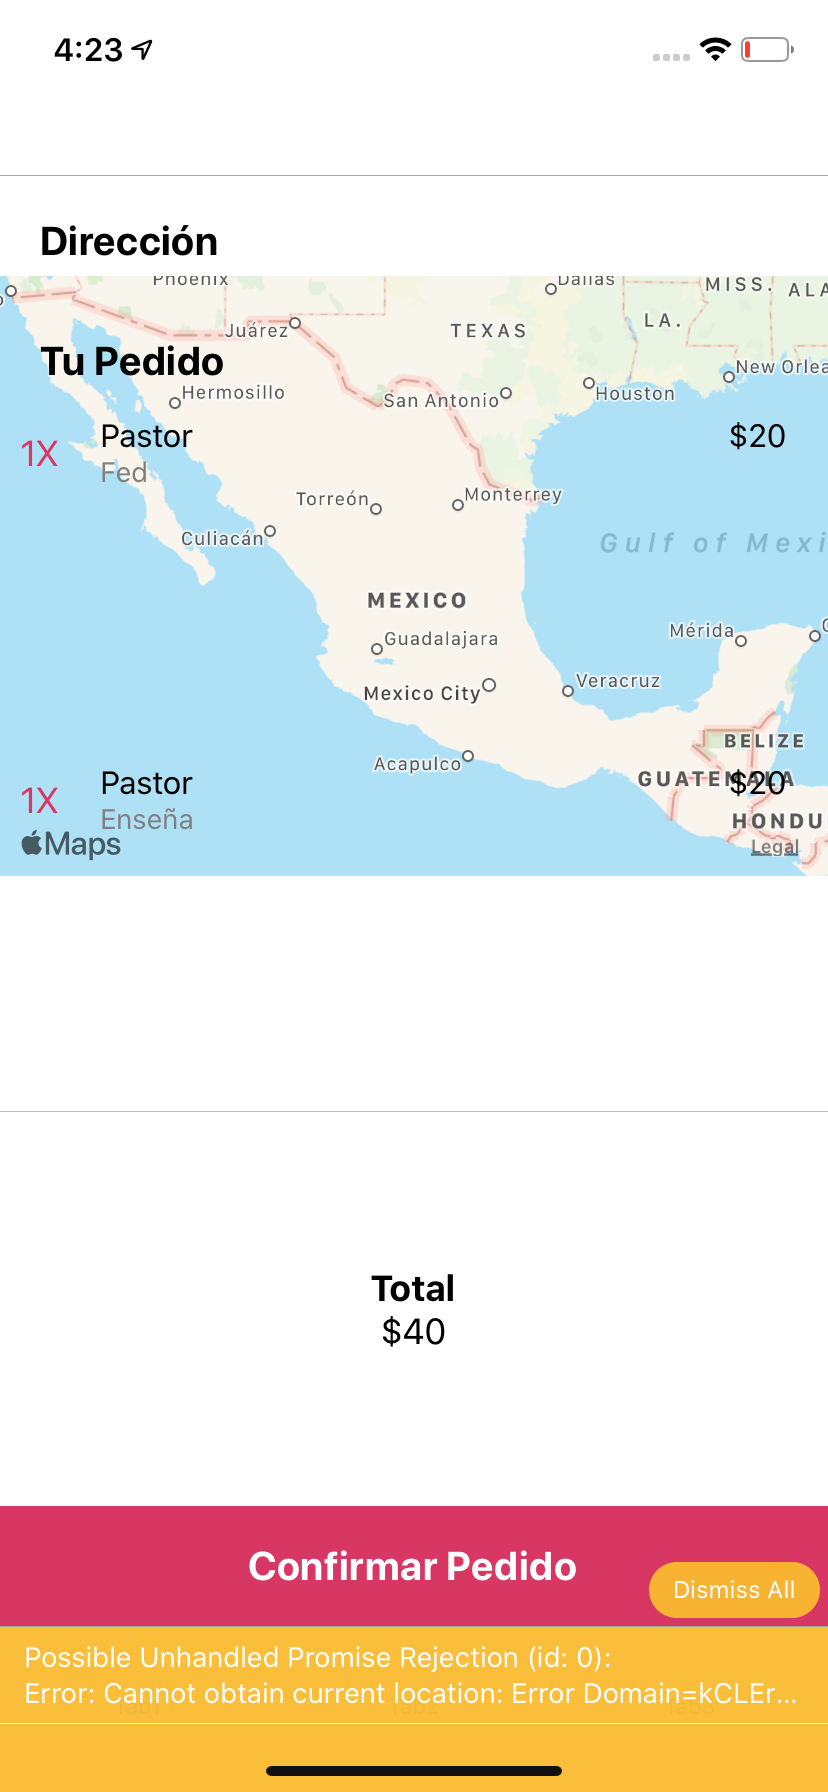 4:23
Dirección
Phoenix
Dallas
MISS.
Juárez
TEXAS
LA.
Tu Pedido
New Orlea
Hermosillo
San Antonio
Houston
Pastor
$20
1X
Fed
Torreón
Monterrey
Culiacán
Gulf of Mexi
MEXICO
Guadalajara
Mérida
Mexico City
Veracruz
BELIZE
Acapulco
GUATEMALA
Pastor
$20
1X
Enseña
HONDU
Maps
Legal
Total
$40
Confirmar Pedido
Dismiss All
Possible Unhandled Promise Rejection (id: 0):
Error: Cannot obtain current location: Error Domain=kCLEr...